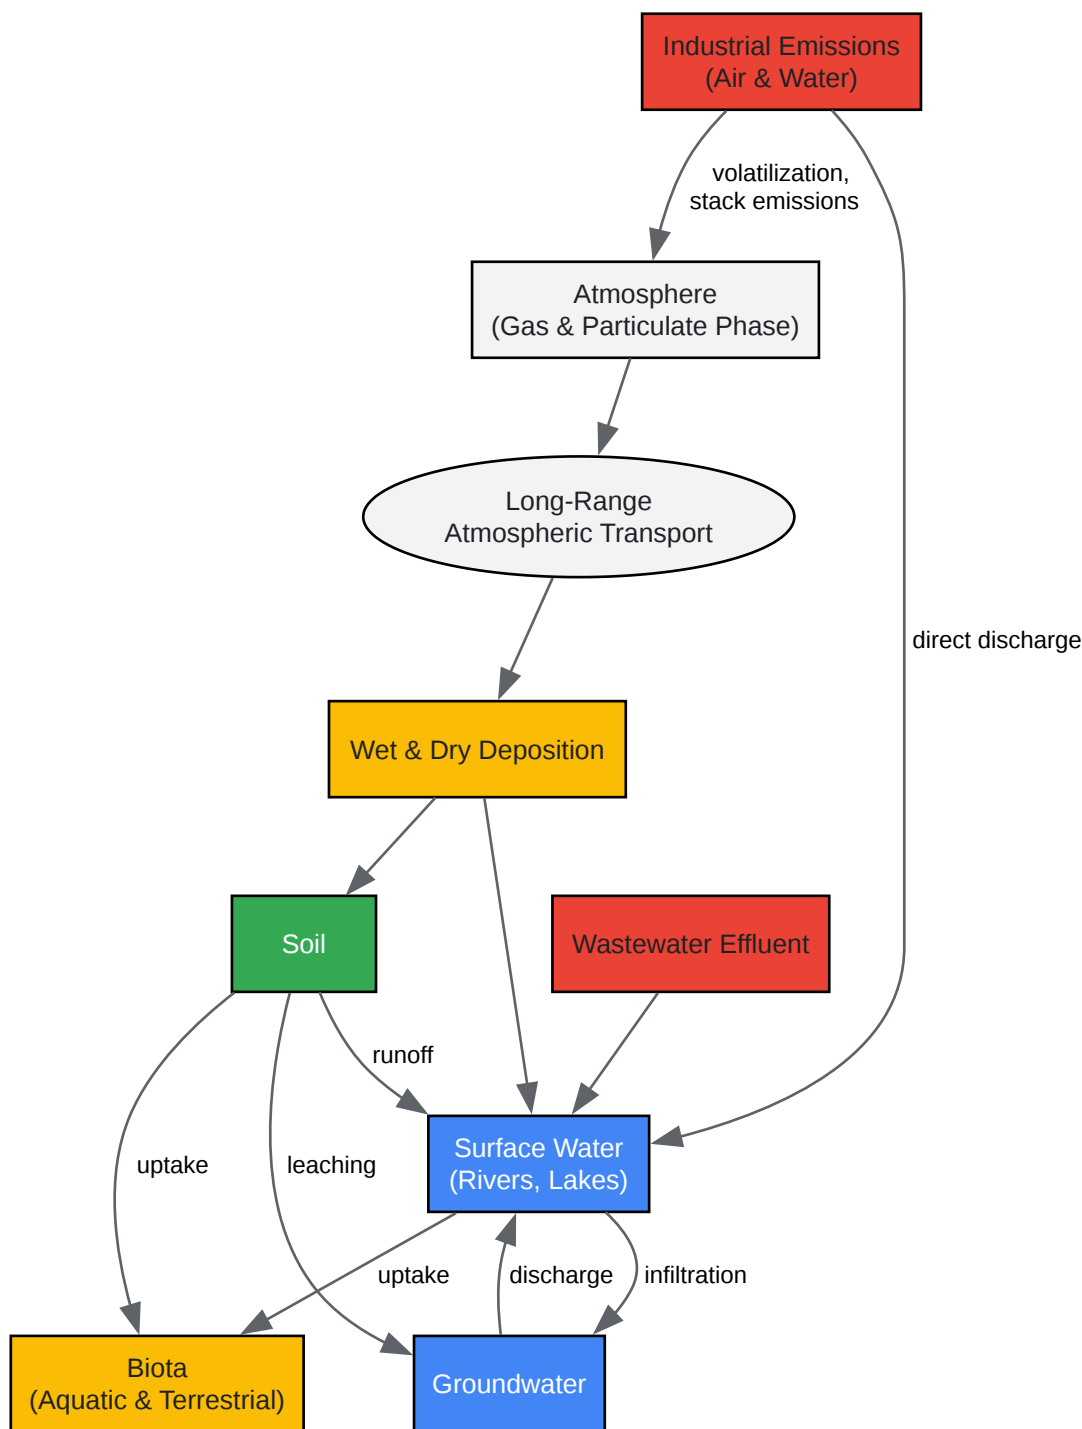 Industrial Emissions
(Air & Water)
volatilization,
stack emissions
Atmosphere
(Gas & Particulate Phase)
Long-Range
Atmospheric Transport
direct discharge
Wet & Dry Deposition
Soil
Wastewater Effluent
runoff
Surface Water
(Rivers, Lakes)
uptake
leaching
uptake
discharge
infiltration
Biota
(Aquatic & Terrestrial)
Groundwater